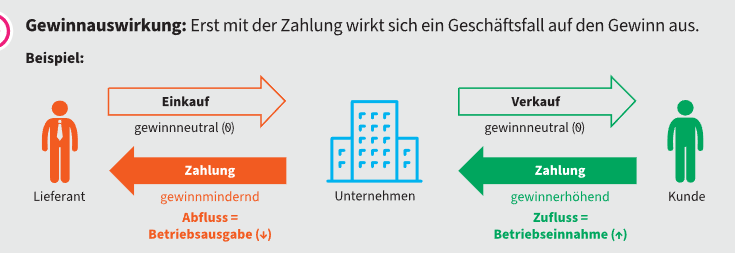 Gewinnauswirkung: Erst mit der Zahlung wirkt sich ein Geschäftsfall auf den Gewinn aus.
Beispiel:
Einkauf
gewinnneutral (0)
Zahlung
gewinnmindernd
Abfluss =
Betriebsausgabe (↓)
Lieferant
Unternehmen
Verkauf
gewinnneutral (0)
Zahlung
gewinnerhöhend
Zufluss =
Betriebseinnahme (↑)
Kunde